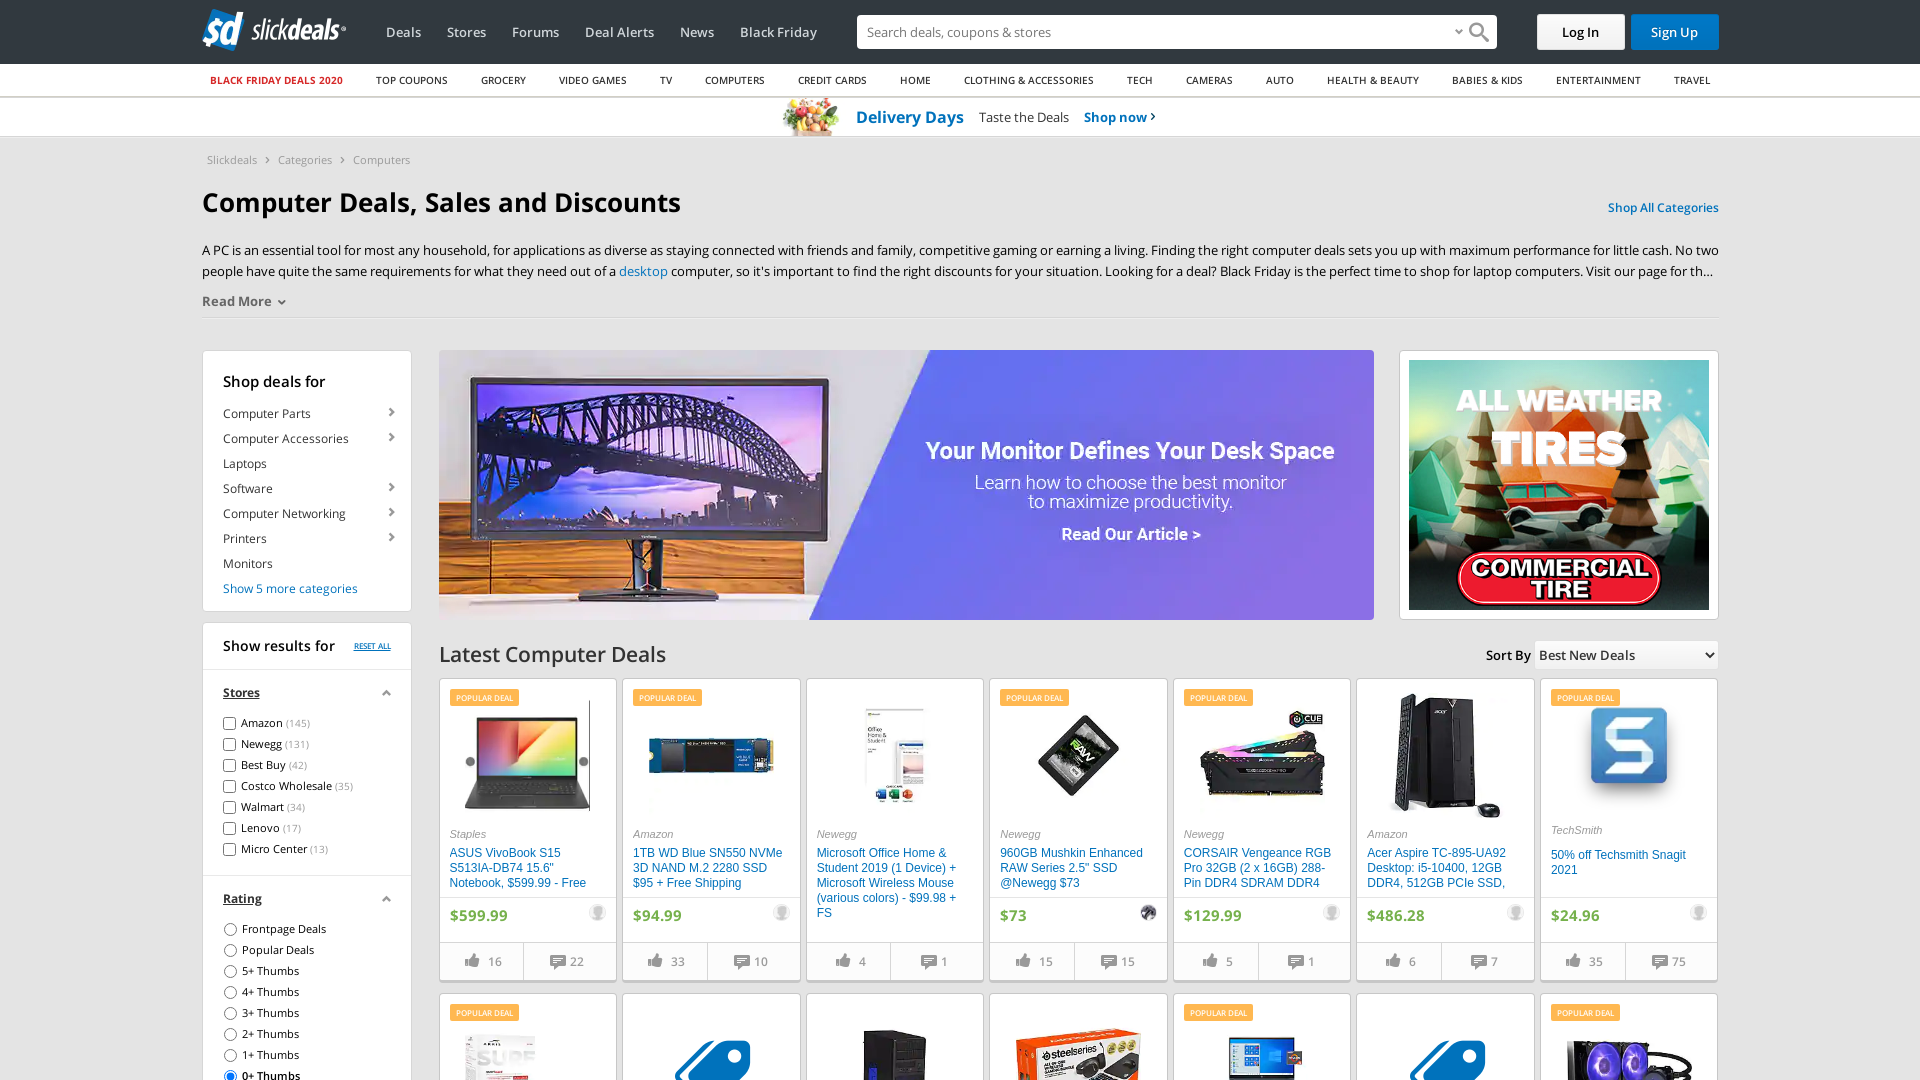 sd slickdeals
Deals Stores Forums Deal Alerts News Black Friday Search deals, coupons & stores Log In Sign Up
BLACK FRIDAY DEALS 2020 TOP COUPONS GROCERY VIDEO GAMES TV COMPUTERS CREDIT CARDS HOME CLOTHING & ACCESSORIES TECH CAMERAS AUTO HEALTH & BEAUTY BABIES & KIDS ENTERTAINMENT TRAVEL
Delivery Days Taste the Deals Shop now
Slickdeals Categories Computers
Computer Deals, Sales and Discounts
Shop All Categories
A PC is an essential tool for most any household, for applications as diverse as staying connected with friends and family, competitive gaming or earning a living. Finding the right computer deals sets you up with maximum performance for little cash. No two
people have quite the same requirements for what they need out of a desktop computer, so it's important to find the right discounts for your situation. Looking for a deal? Black Friday is the perfect time to shop for laptop computers. Visit our page for th...
Read More
Shop deals for
Computer Parts
Computer Accessories
Laptops
Software
Computer Networking
Printers
Monitors
Show 5 more categories
Your Monitor Defines Your Desk Space
Learn how to choose the best monitor
to maximize productivity.
Read Our Article >
ALL WEATHER
TIRES
COMMERCIAL
TIRE
Show results for RESET ALL
Stores
Amazon (145)
Newegg (131)
Best Buy (42)
Costco Wholesale (35)
Walmart (34)
Lenovo (17)
Micro Center (13)
Rating
Frontpage Deals
Popular Deals
5+ Thumbs
4+ Thumbs
3+ Thumbs
2+ Thumbs
1+ Thumbs
0+ Thumbs
Latest Computer Deals
Sort By Best New Deals
POPULAR DEAL
Staples
ASUS VivoBook S15
S513IA-DB74 15.6"
Notebook, $599.99 - Free
$599.99
16 22
POPULAR DEAL
Amazon
1TB WD Blue SN550 NVMe
3D NAND M.2 2280 SSD
$95 + Free Shipping
$94.99
33 10
Office
Home &
Student
Newegg
Microsoft Office Home &
Student 2019 (1 Device) +
Microsoft Wireless Mouse
(various colors) - $99.98 +
FS
4 1
POPULAR DEAL
RAW
Newegg
960GB Mushkin Enhanced
RAW Series 2.5" SSD
@Newegg $73
$73
15 15
POPULAR DEAL
CUE
Newegg
CORSAIR Vengeance RGB
Pro 32GB (2 x 16GB) 288-
Pin DDR4 SDRAM DDR4
$129.99
5 1
acer
Amazon
Acer Aspire TC-895-UA92
Desktop: i5-10400, 12GB
DDR4, 512GB PCIe SSD,
$486.28
6 7
POPULAR DEAL
S
TechSmith
50% off Techsmith Snagit
2021
$24.96
35 75
POPULAR DEAL
SURF
steelseries
POPULAR DEAL
POPULAR DEAL